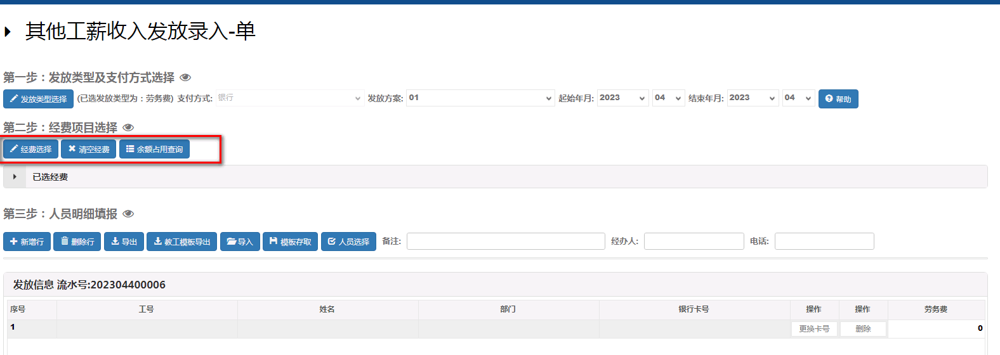 其他工薪收入发放录入-单
第一步：发放类型及支付方式选择
发放类型选择 (已选发放类型为：劳务费) 支付方式: 银行 发放方案: 01 起始年月: 2023 04 结束年月: 2023 04 帮助
第二步：经费项目选择
经费选择 清空经费 余额占用查询
已选经费
第三步：人员明细填报
新增行 删除行 导出 教工模板导出 导入 模板存取 人员选择 备注: 经办人: 电话:
发放信息 流水号:202304400006
序号 工号 姓名 部门 银行卡号 操作 操作 劳务费
1 更换卡号 删除 0